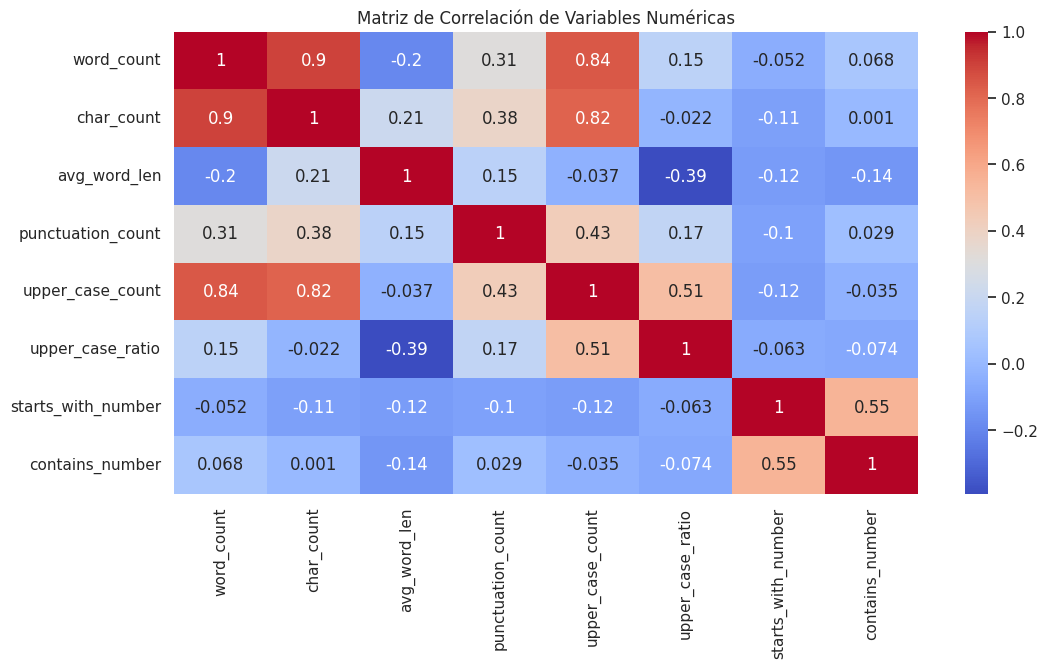 Matriz de Correlación de Variables Numéricas
word_count 1 0.9 -0.2 0.31 0.84 0.15 -0.052 0.068
char_count 0.9 1 0.21 0.38 0.82 -0.022 -0.11 0.001
avg_word_len -0.2 0.21 1 0.15 -0.037 -0.39 -0.12 -0.14
punctuation_count 0.31 0.38 0.15 1 0.43 0.17 -0.1 0.029
upper_case_count 0.84 0.82 -0.037 0.43 1 0.51 -0.12 -0.035
upper_case_ratio 0.15 -0.022 -0.39 0.17 0.51 1 -0.063 -0.074
starts_with_number -0.052 -0.11 -0.12 -0.1 -0.12 -0.063 1 0.55
contains_number 0.068 0.001 -0.14 0.029 -0.035 -0.074 0.55 1
word_count
char_count
avg_word_len
punctuation_count
upper_case_count
upper_case_ratio
starts_with_number
contains_number
1.0
0.8
0.6
0.4
0.2
0.0
−0.2